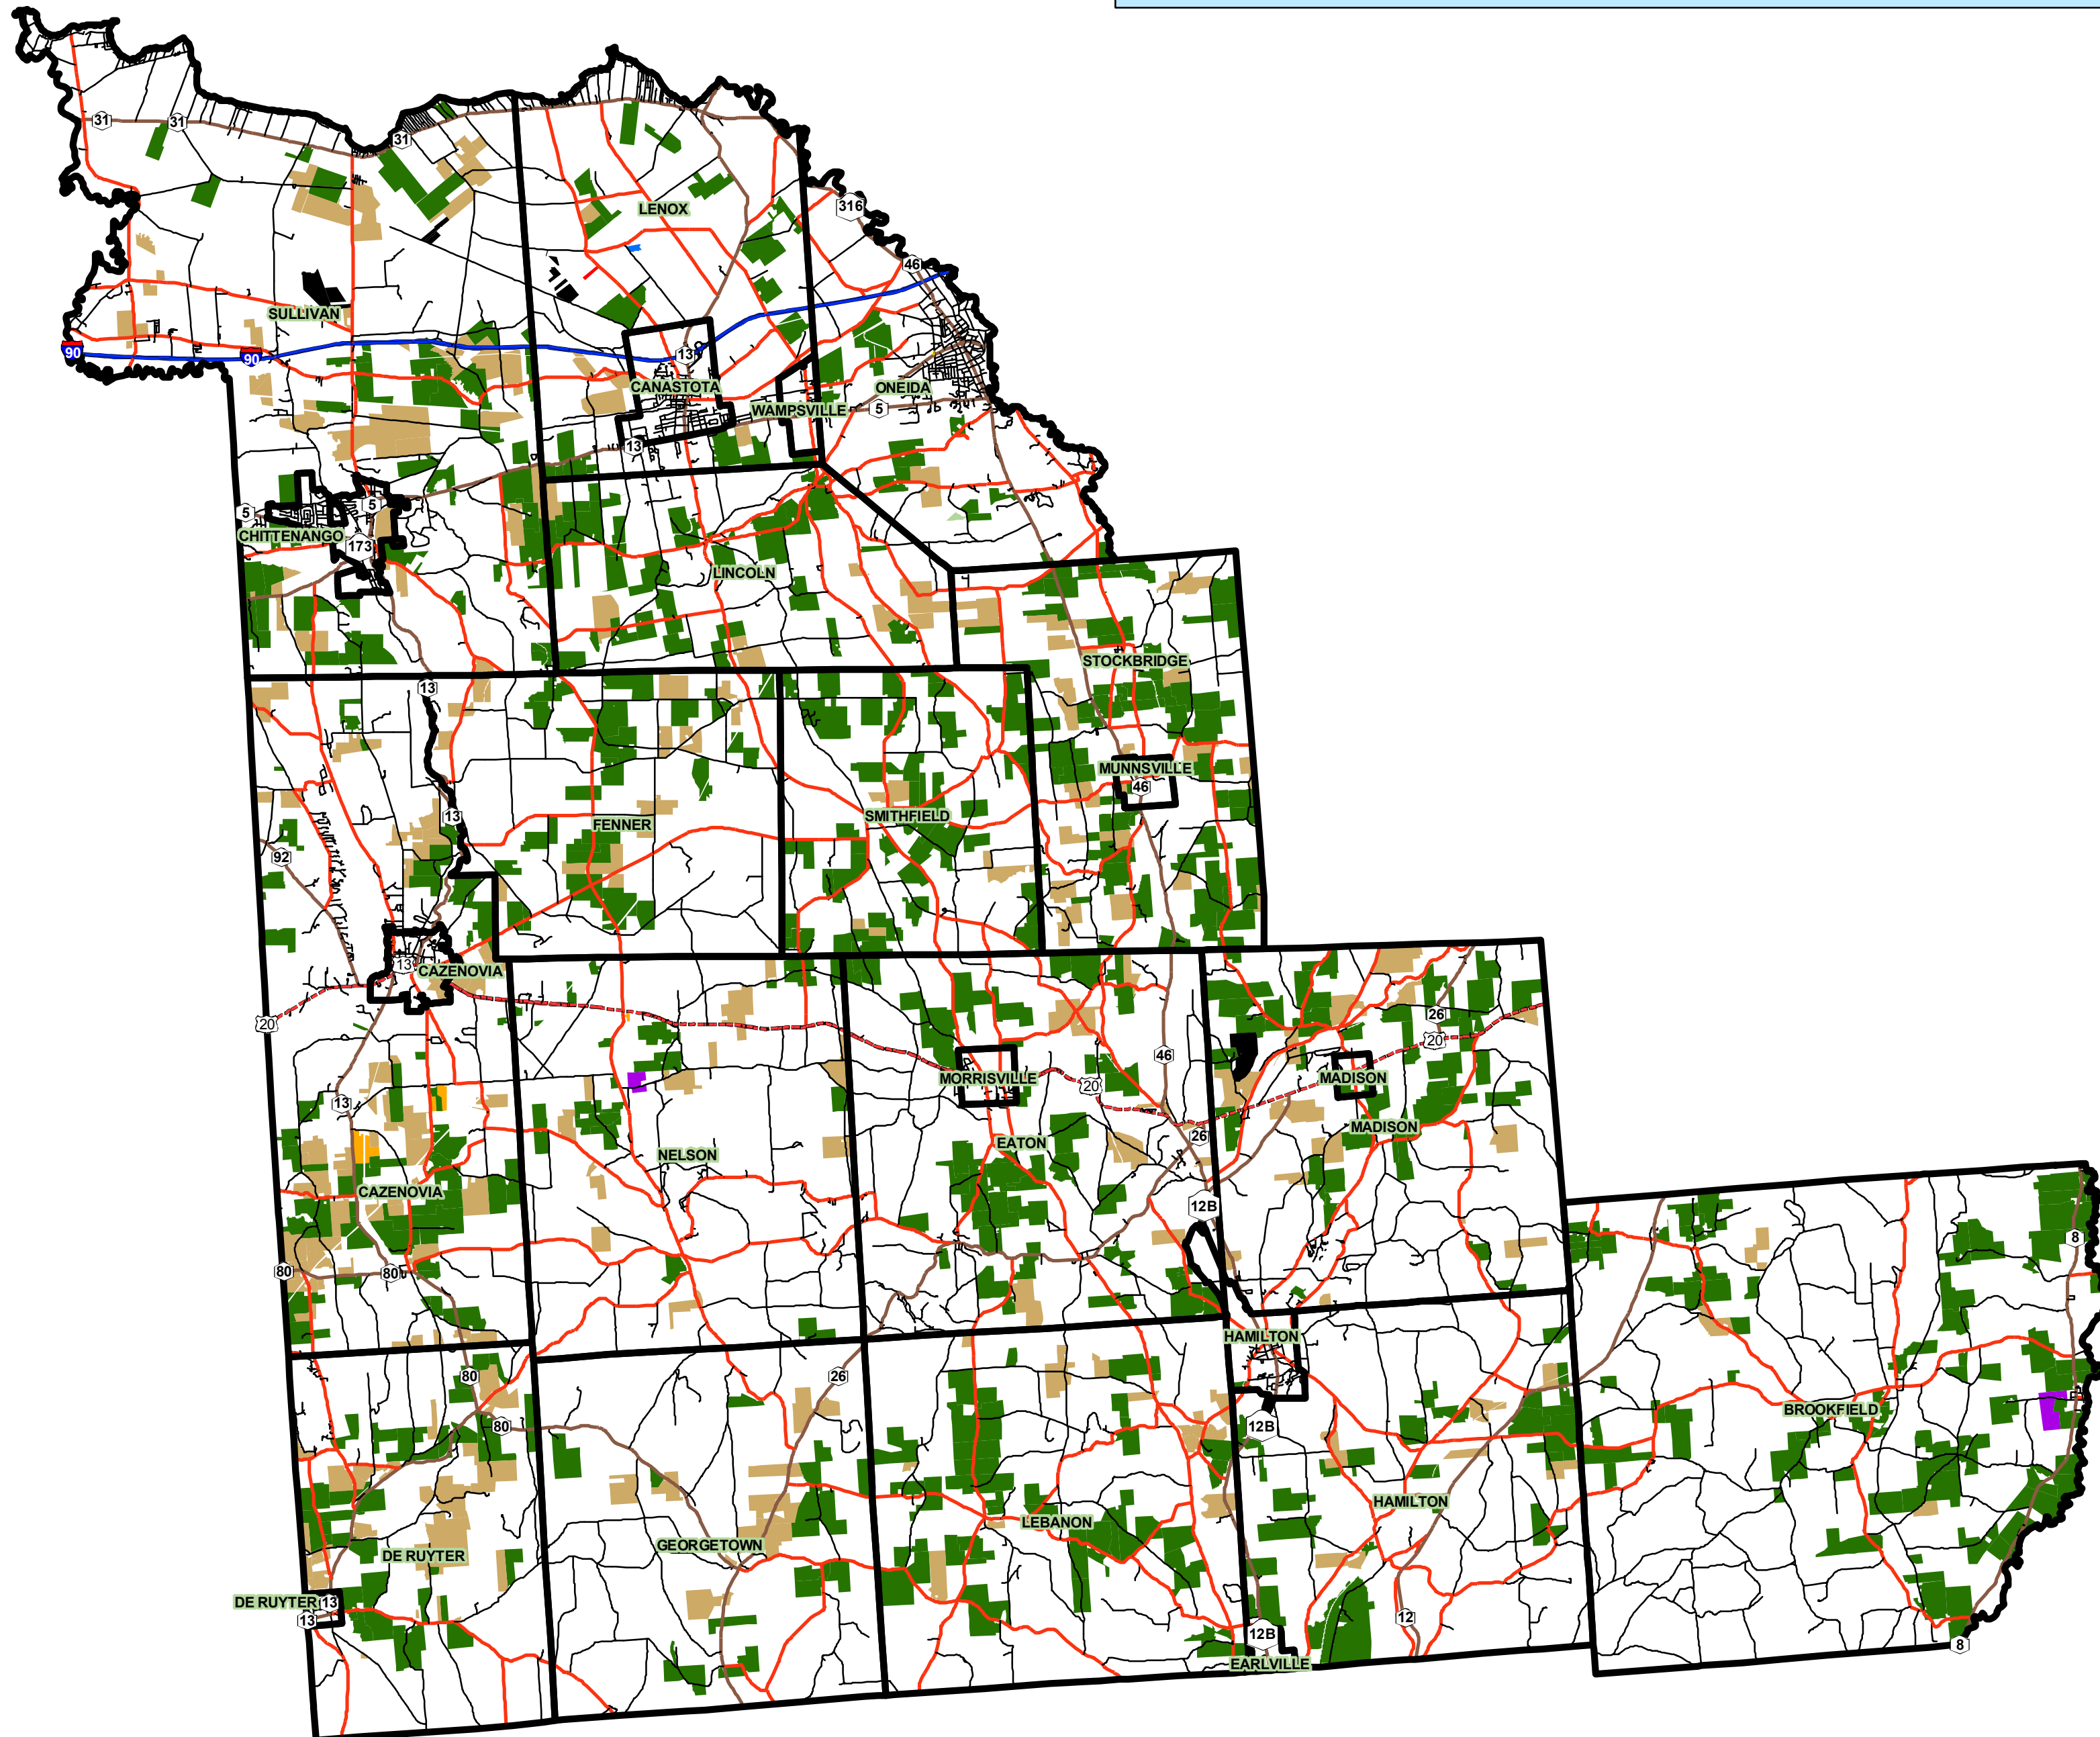 31
31
31
LENOX
316
46
SULLIVAN
90
90
13
CANASTOTA
ONEIDA
WAMPSVILLE
5
13
5
5
CHITTENANGO
173
LINCOLN
STOCKBRIDGE
13
MUNNSVILLE
46
13
SMITHFIELD
FENNER
92
13
CAZENOVIA
20
26
20
46
MORRISVILLE
20
MADISON
13
MADISON
26
EATON
NELSON
CAZENOVIA
12B
8
80
80
HAMILTON
80
26
BROOKFIELD
80
12B
HAMILTON
LEBANON
GEORGETOWN
DE RUYTER
DE RUYTER
13
13
12
12B
8
EARLVILLE